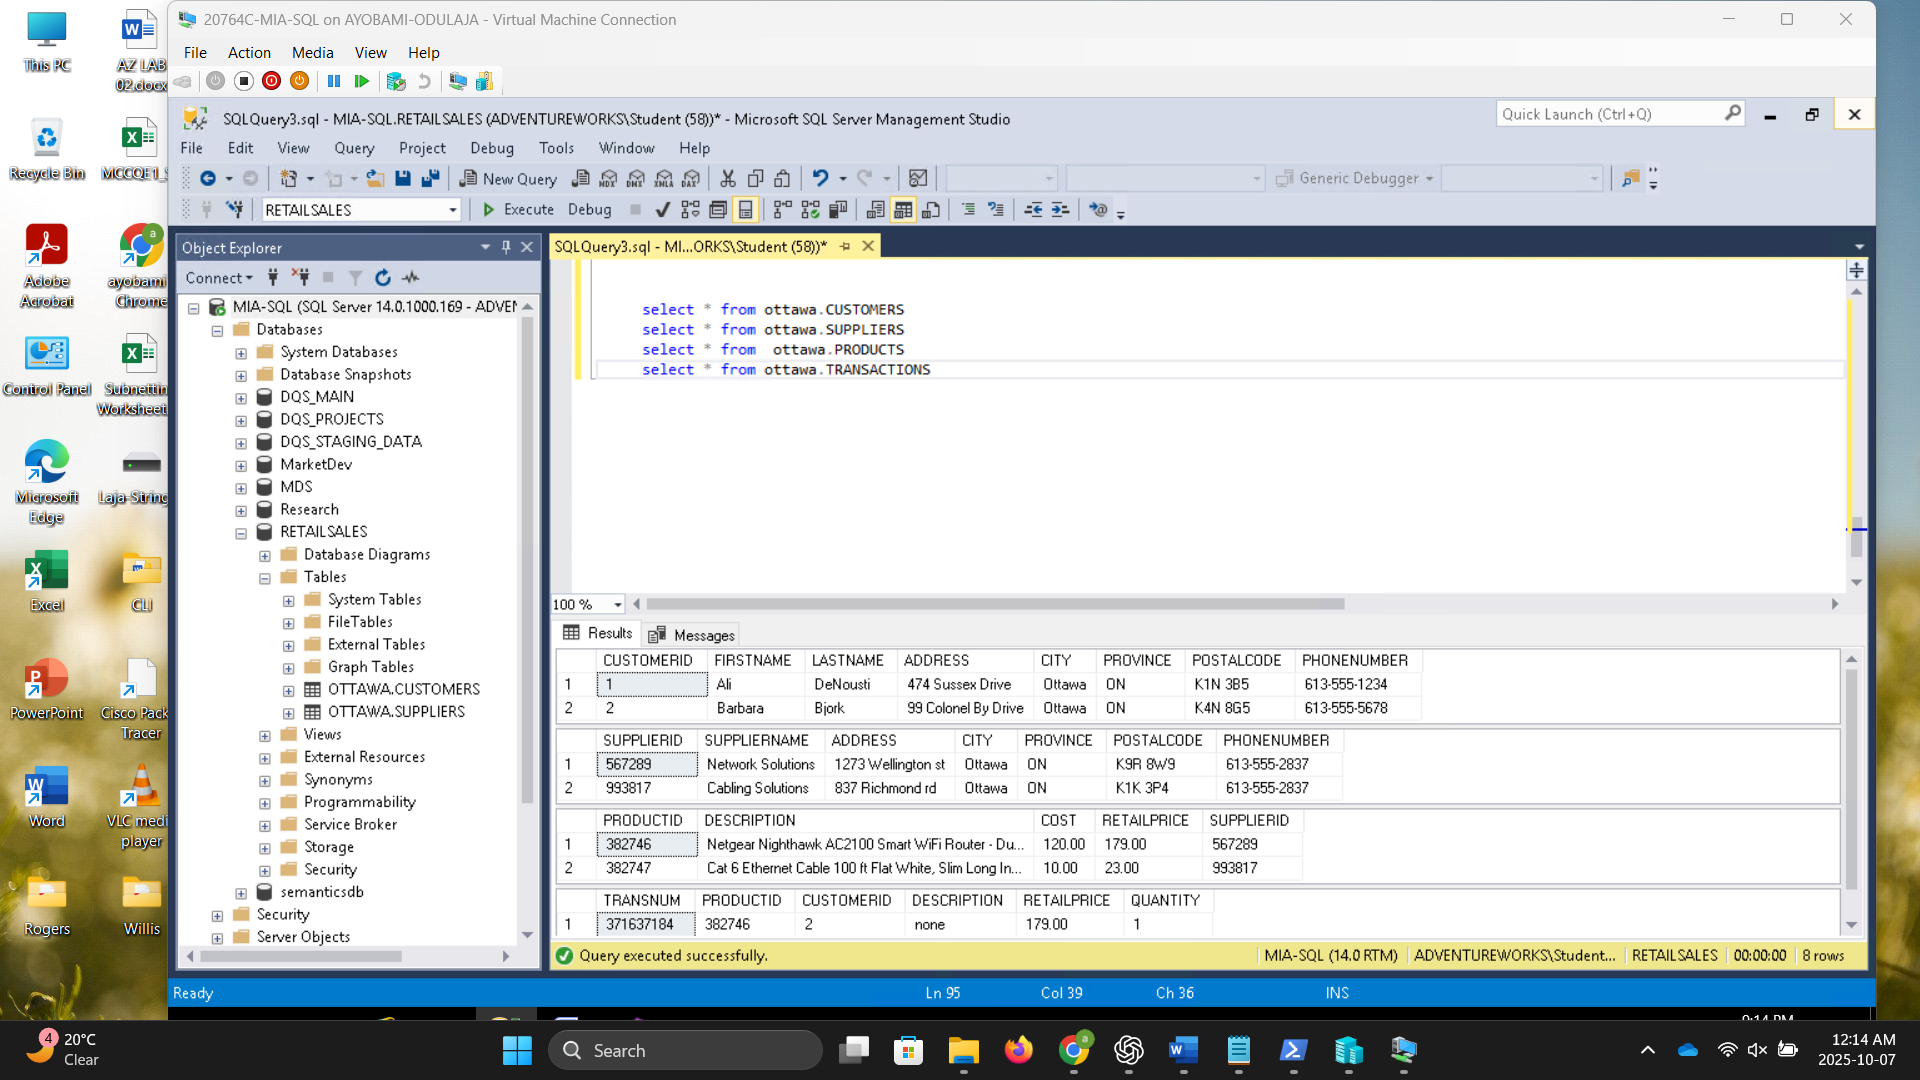 20764C-MIA-SQL on AYOBAMI-ODULAJA - Virtual Machine Connection
File Action Media View Help
SQLQuery3.sql - MIA-SQL.RETAILSALES (ADVENTUREWORKS\Student (58))* - Microsoft SQL Server Management Studio
Quick Launch (Ctrl+Q)
File Edit View Query Project Debug Tools Window Help
New Query
MDX DMX XMLA DAX
Generic Debugger
RETAILSALES
Execute Debug
Object Explorer
SQLQuery3.sql - MI...ORKS\Student (58))*
Connect
MIA-SQL (SQL Server 14.0.1000.169 - ADVEN
Databases
System Databases
Database Snapshots
DQS_MAIN
DQS_PROJECTS
DQS_STAGING_DATA
MarketDev
MDS
Research
RETAILSALES
Database Diagrams
Tables
System Tables
FileTables
External Tables
Graph Tables
OTTAWA.CUSTOMERS
OTTAWA.SUPPLIERS
Views
External Resources
Synonyms
Programmability
Service Broker
Storage
Security
semanticsdb
Security
Server Objects
select * from ottawa.CUSTOMERS
select * from ottawa.SUPPLIERS
select * from  ottawa.PRODUCTS
select * from ottawa.TRANSACTIONS
100 %
Results Messages
CUSTOMERID FIRSTNAME LASTNAME ADDRESS CITY PROVINCE POSTALCODE PHONENUMBER
1 1 Ali DeNousti 474 Sussex Drive Ottawa ON K1N 3B5 613-555-1234
2 2 Barbara Bjork 99 Colonel By Drive Ottawa ON K4N 8G5 613-555-5678
SUPPLIERID SUPPLIERNAME ADDRESS CITY PROVINCE POSTALCODE PHONENUMBER
1 567289 Network Solutions 1273 Wellington st Ottawa ON K9R 8W9 613-555-2837
2 993817 Cabling Solutions 837 Richmond rd Ottawa ON K1K 3P4 613-555-2837
PRODUCTID DESCRIPTION COST RETAILPRICE SUPPLIERID
1 382746 Netgear Nighthawk AC2100 Smart WiFi Router - Du... 120.00 179.00 567289
2 382747 Cat 6 Ethernet Cable 100 ft Flat White, Slim Long In... 10.00 23.00 993817
TRANSNUM PRODUCTID CUSTOMERID DESCRIPTION RETAILPRICE QUANTITY
1 371637184 382746 2 none 179.00 1
Query executed successfully.
MIA-SQL (14.0 RTM) ADVENTUREWORKS\Student... RETAILSALES 00:00:00 8 rows
Ready Ln 95 Col 39 Ch 36 INS
This PC
AZ LAB 02.docx
Recycle Bin
MCCQE1_S
Adobe Acrobat
ayobami Chrome
Control Panel
Subnettin Worksheet
Microsoft Edge
Laja-String
Excel
CLI
PowerPoint
Cisco Pack Tracer
Word
VLC medi player
Rogers
Willis
4
20°C
Clear
Search
12:14 AM
2025-10-07